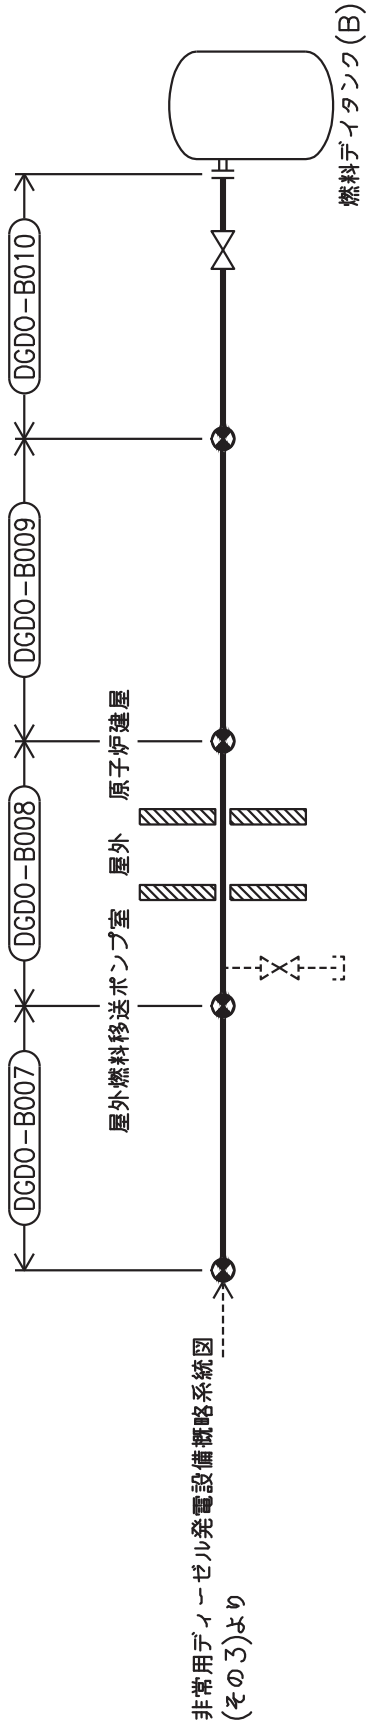 DGDO-B007
DGDO-B008
DGDO-B009
DGDO-B010
屋外燃料移送ポンプ室
屋外
原子炉建屋
非常用ディーゼル発電設備概略系統図
(その3)より
燃料デイタンク(B)